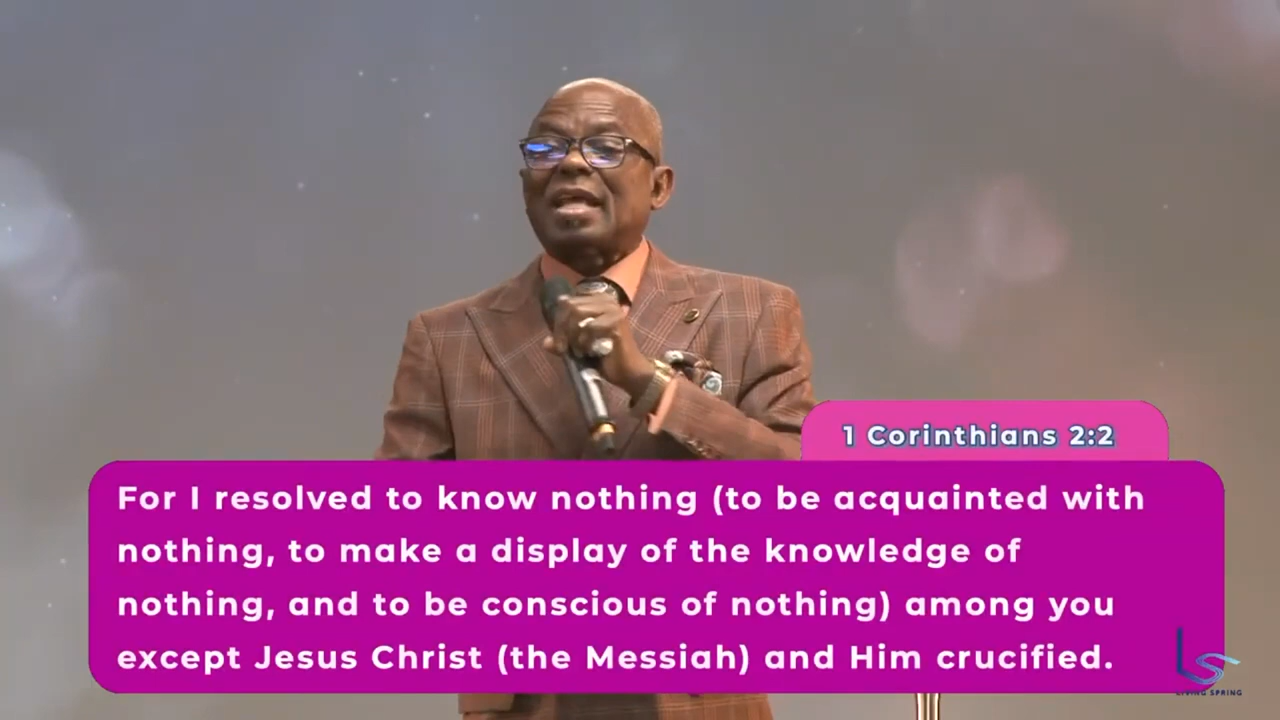 1 Corinthians 2:2
For I resolved to know nothing (to be acquainted with
nothing, to make a display of the knowledge of
nothing, and to be conscious of nothing) among you
except Jesus Christ (the Messiah) and Him crucified.
LIVING SPRING